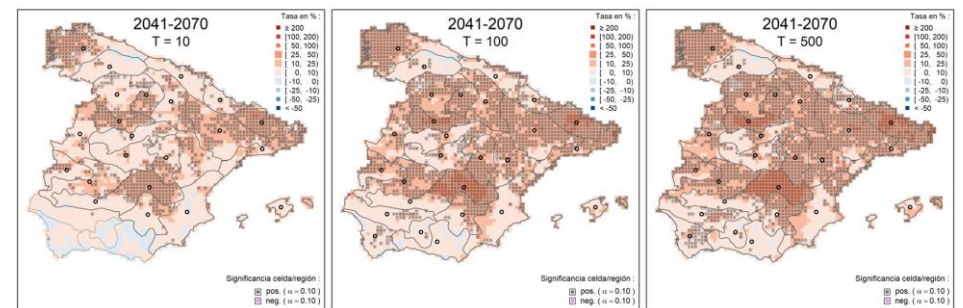 2041-2070
T = 10
Tasa en % :
≥ 200
[100, 200)
[ 50, 100)
[ 25, 50)
[ 10, 25)
[ 0, 10)
[-10, 0)
[-25, -10)
[-50, -25)
< -50
Significancia celda/región :
pos. ( α = 0.10 )
neg. ( α = 0.10 )
2041-2070
T = 100
Tasa en % :
≥ 200
[100, 200)
[ 50, 100)
[ 25, 50)
[ 10, 25)
[ 0, 10)
[-10, 0)
[-25, -10)
[-50, -25)
< -50
Significancia celda/región :
pos. ( α = 0.10 )
neg. ( α = 0.10 )
2041-2070
T = 500
Tasa en % :
≥ 200
[100, 200)
[ 50, 100)
[ 25, 50)
[ 10, 25)
[ 0, 10)
[-10, 0)
[-25, -10)
[-50, -25)
< -50
Significancia celda/región :
pos. ( α = 0.10 )
neg. ( α = 0.10 )